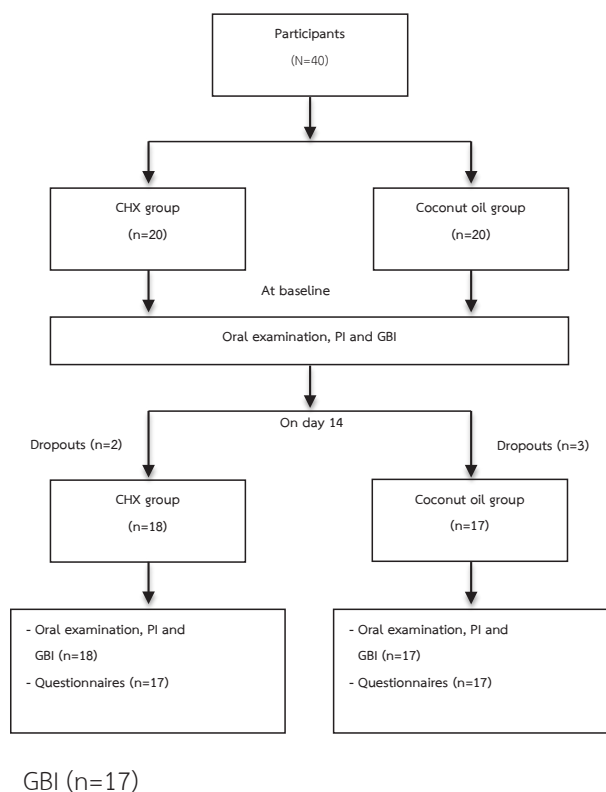 Participants
(N=40)
CHX group
(n=20)
Coconut oil group
(n=20)
At baseline
Oral examination, PI and GBI
On day 14
Dropouts (n=2)
Dropouts (n=3)
CHX group
(n=18)
Coconut oil group
(n=17)
- Oral examination, PI and
GBI (n=18)
- Questionnaires (n=17)
- Oral examination, PI and
GBI (n=17)
- Questionnaires (n=17)
GBI (n=17)